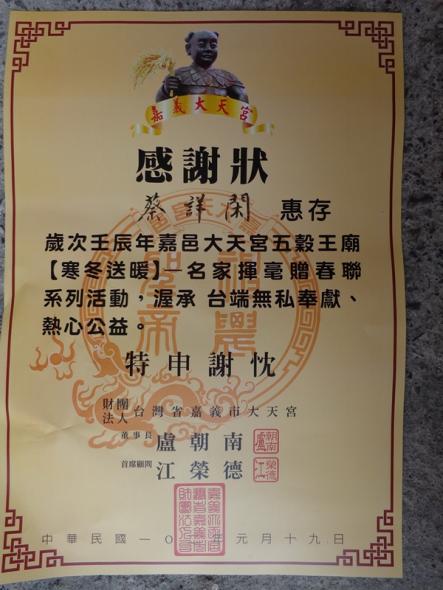 嘉義大天宮
感謝狀
蔡詳閑 惠存
歲次壬辰年嘉邑大天宮五穀王廟
【寒冬送暖】一名家揮毫贈春聯
系列活動，渥承 台端無私奉獻、
熱心公益。
特申謝忱
財團法人台灣省嘉義市大天宮
董事長 盧朝南
首席顧問 江榮德
中華民國一〇 年元月十九日